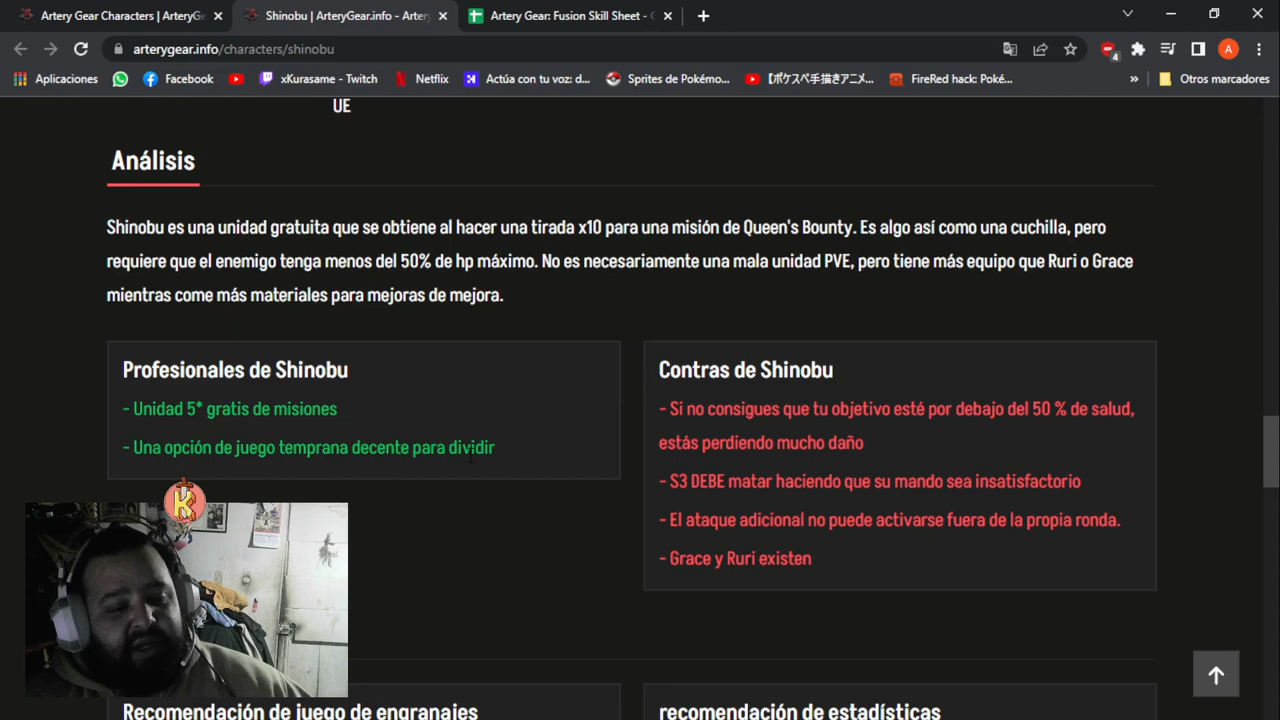 Artery Gear Characters | ArteryG
Shinobu | ArteryGear.info - Arter
Artery Gear: Fusion Skill Sheet - G
arterygear.info/characters/shinobu
4
A
Aplicaciones
Facebook
xKurasame - Twitch
Netflix
Actúa con tu voz: d...
Sprites de Pokémo...
【ポケスペ手描きアニメ...
FireRed hack: Poké...
»
Otros marcadores
UE
Análisis
Shinobu es una unidad gratuita que se obtiene al hacer una tirada x10 para una misión de Queen's Bounty. Es algo así como una cuchilla, pero
requiere que el enemigo tenga menos del 50% de hp máximo. No es necesariamente una mala unidad PVE, pero tiene más equipo que Ruri o Grace
mientras come más materiales para mejoras de mejora.
Profesionales de Shinobu
- Unidad 5* gratis de misiones
- Una opción de juego temprana decente para dividir
Contras de Shinobu
- Si no consigues que tu objetivo esté por debajo del 50 % de salud,
estás perdiendo mucho daño
- S3 DEBE matar haciendo que su mando sea insatisfactorio
- El ataque adicional no puede activarse fuera de la propia ronda.
- Grace y Ruri existen
K
Recomendación de juego de engranajes
recomendación de estadísticas